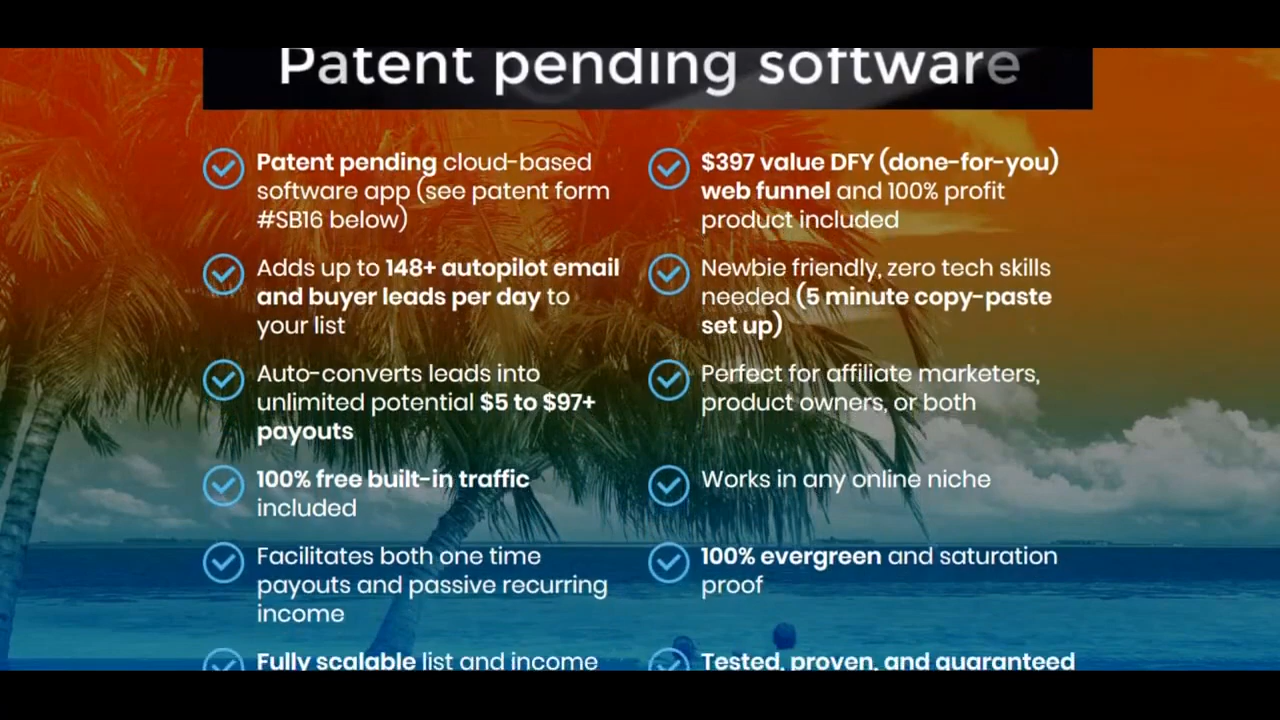 Patent pending software
Patent pending cloud-based
software app (see patent form
#SB16 below)
Adds up to 148+ autopilot email
and buyer leads per day to
your list
Auto-converts leads into
unlimited potential $5 to $97+
payouts
100% free built-in traffic
included
Facilitates both one time
payouts and passive recurring
income
Fully scalable list and income
$397 value DFY (done-for-you)
web funnel and 100% profit
product included
Newbie friendly, zero tech skills
needed (5 minute copy-paste
set up)
Perfect for affiliate marketers,
product owners, or both
Works in any online niche
100% evergreen and saturation
proof
Tested, proven, and guaranteed